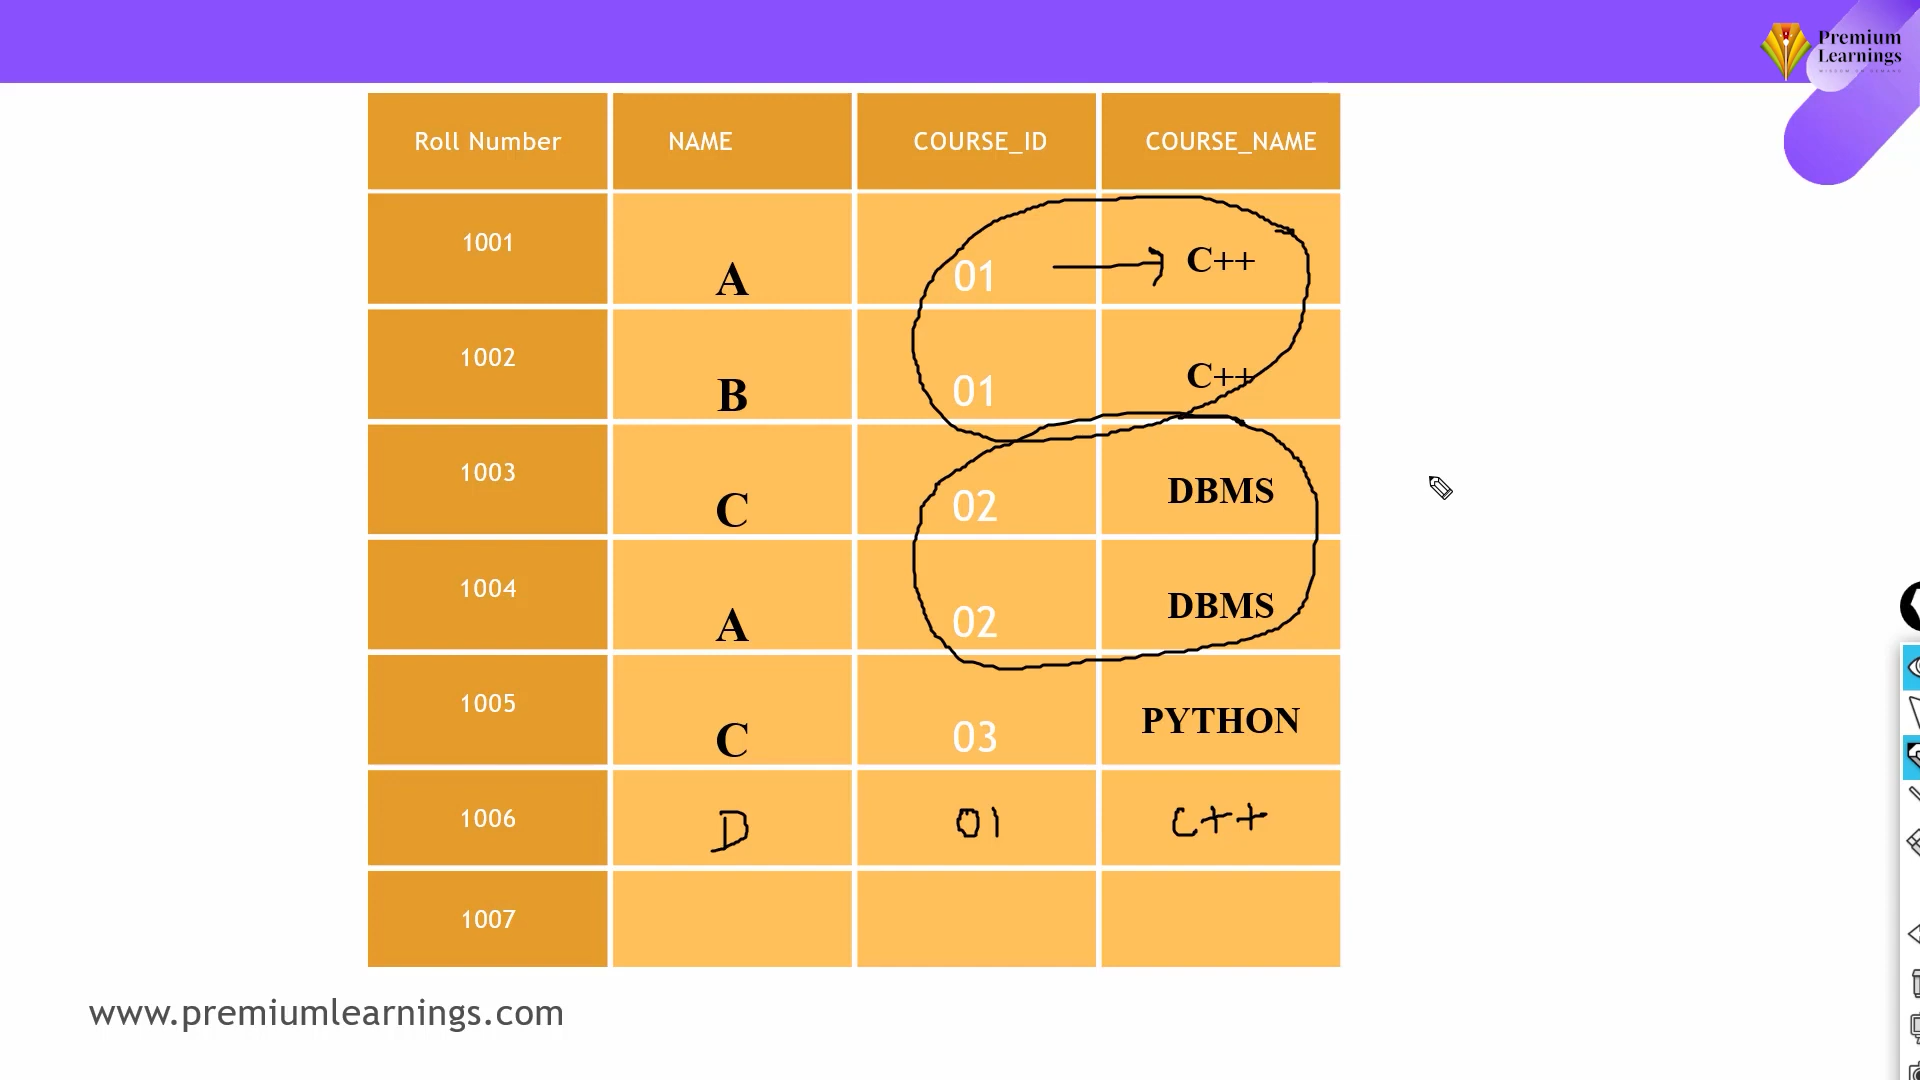 Premium
Learnings
Roll Number NAME COURSE_ID COURSE_NAME
1001 A 01 C++
1002 B 01 C++
1003 C 02 DBMS
1004 A 02 DBMS
1005 C 03 PYTHON
1006 D 01 C++
1007
www.premiumlearnings.com